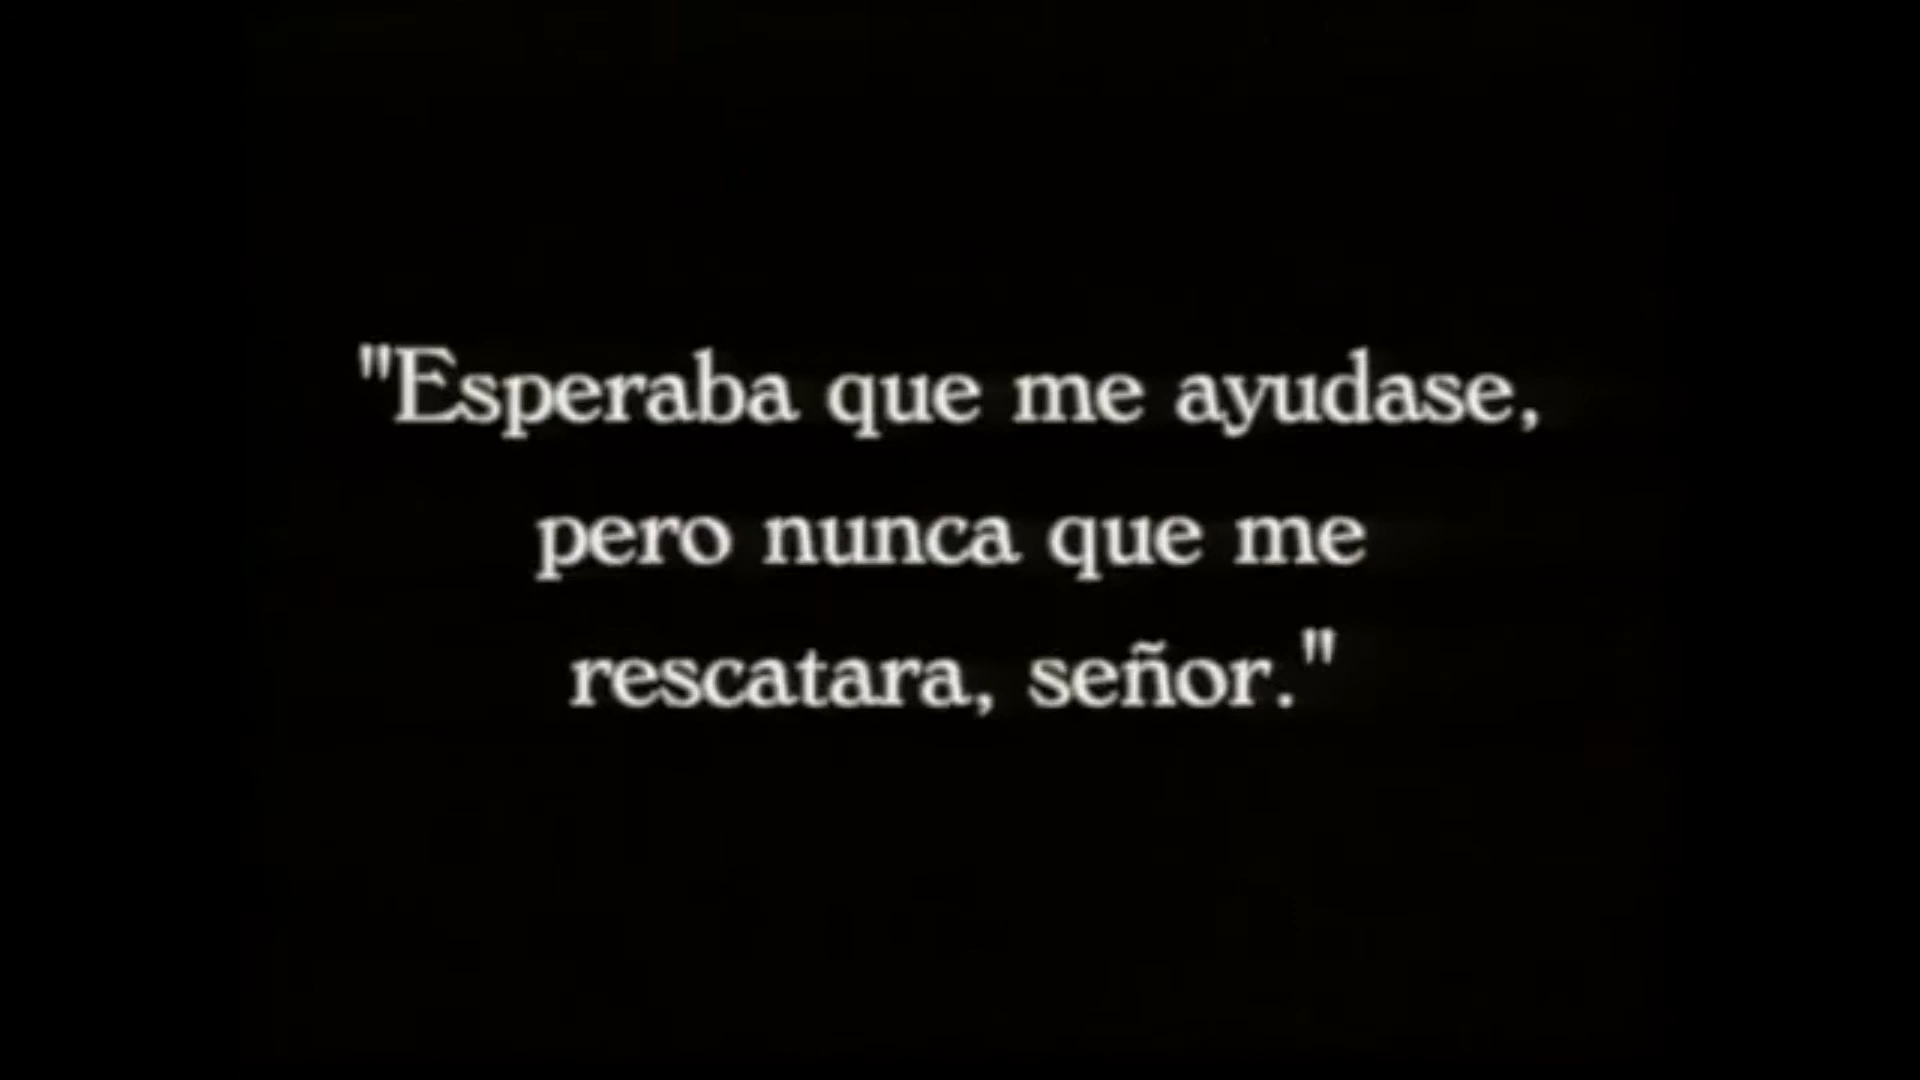 "Esperaba que me ayudase,
pero nunca que me
rescatara, señor."